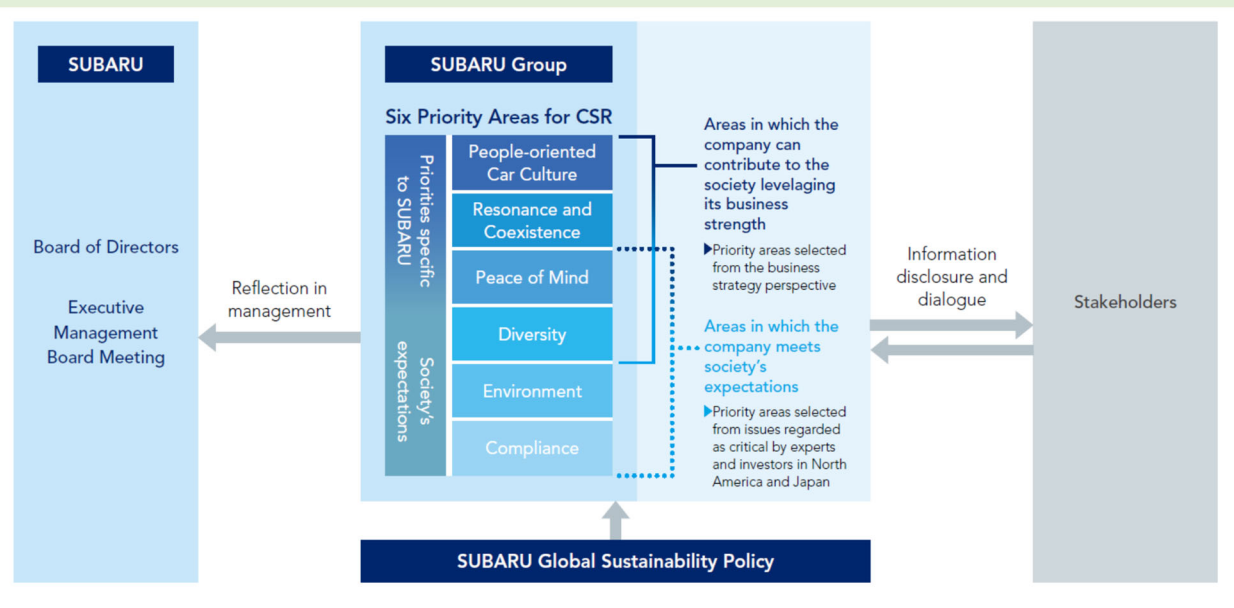 SUBARU
Board of Directors
Executive
Management
Board Meeting
Reflection in
management
SUBARU Group
Six Priority Areas for CSR
Priorities specific
to SUBARU
Society's
expectations
People-oriented
Car Culture
Resonance and
Coexistence
Peace of Mind
Diversity
Environment
Compliance
Areas in which the
company can
contribute to the
society levelaging
its business
strength
Priority areas selected
from the business
strategy perspective
Areas in which the
company meets
society's
expectations
Priority areas selected
from issues regarded
as critical by experts
and investors in North
America and Japan
Information
disclosure and
dialogue
Stakeholders
SUBARU Global Sustainability Policy